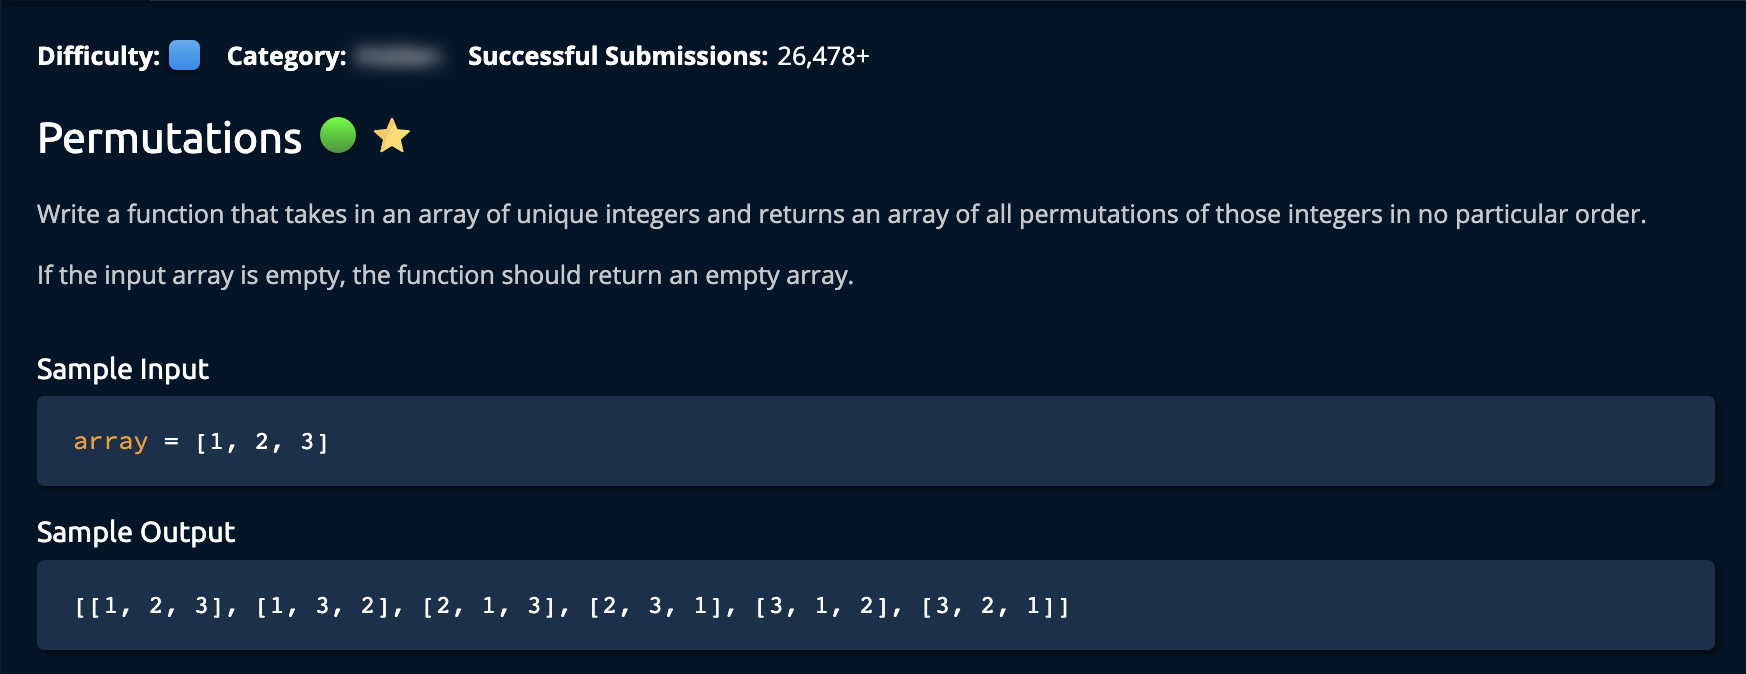 Difficulty: Category: Successful Submissions: 26,478+
Permutations
Write a function that takes in an array of unique integers and returns an array of all permutations of those integers in no particular order.
If the input array is empty, the function should return an empty array.
Sample Input
array = [1, 2, 3]
Sample Output
[[1, 2, 3], [1, 3, 2], [2, 1, 3], [2, 3, 1], [3, 1, 2], [3, 2, 1]]